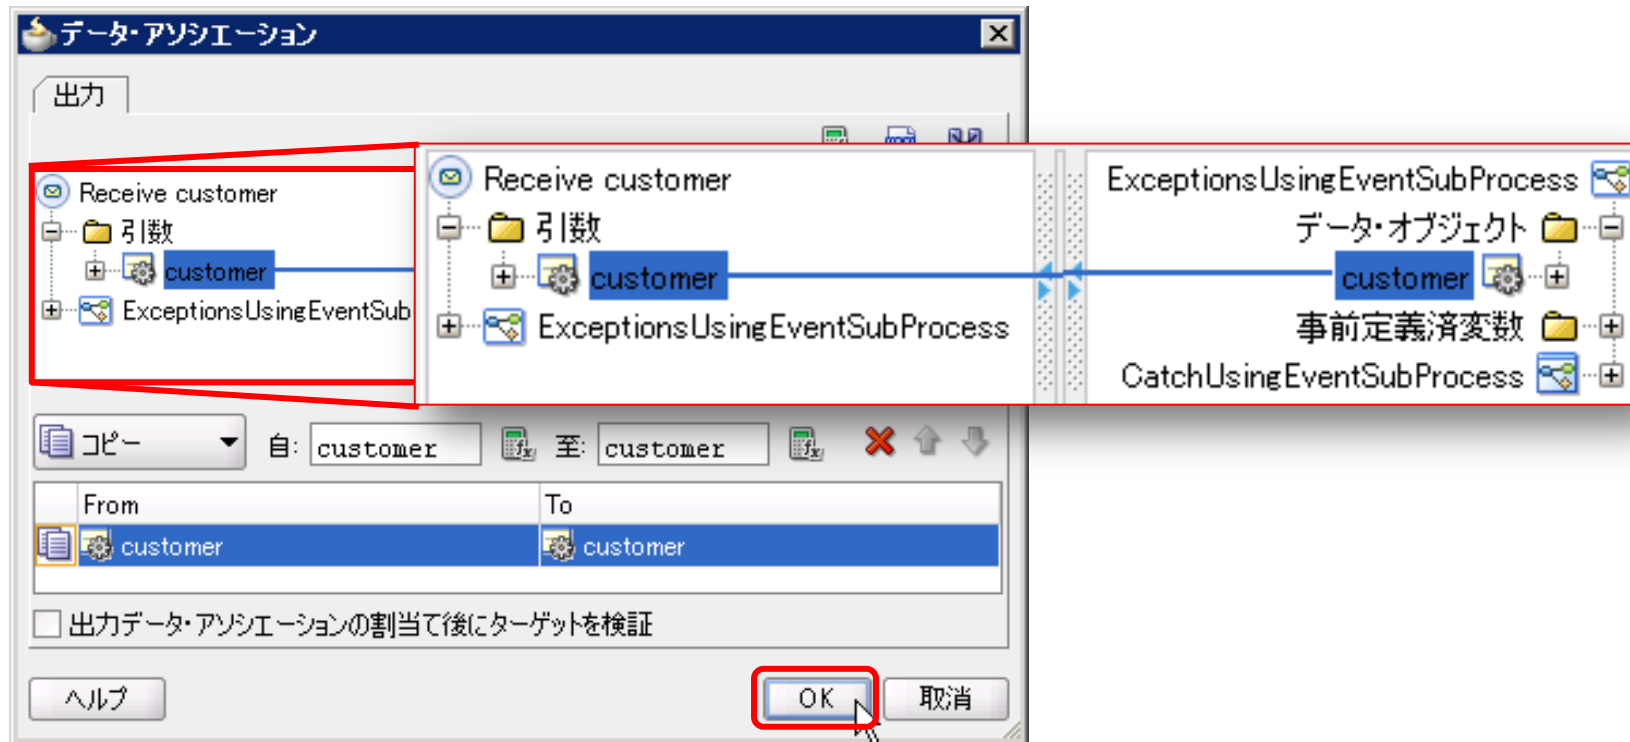 データ・アソシエーション
出力
Receive customer
引数
customer
ExceptionsUsingEventSub
Receive customer
引数
customer
ExceptionsUsingEventSubProcess
ExceptionsUsingEventSubProcess
データ・オブジェクト
customer
事前定義済変数
CatchUsingEventSubProcess
コピー 自: customer 至: customer
From To
customer customer
出力データ・アソシエーションの割当て後にターゲットを検証
ヘルプ OK 取消